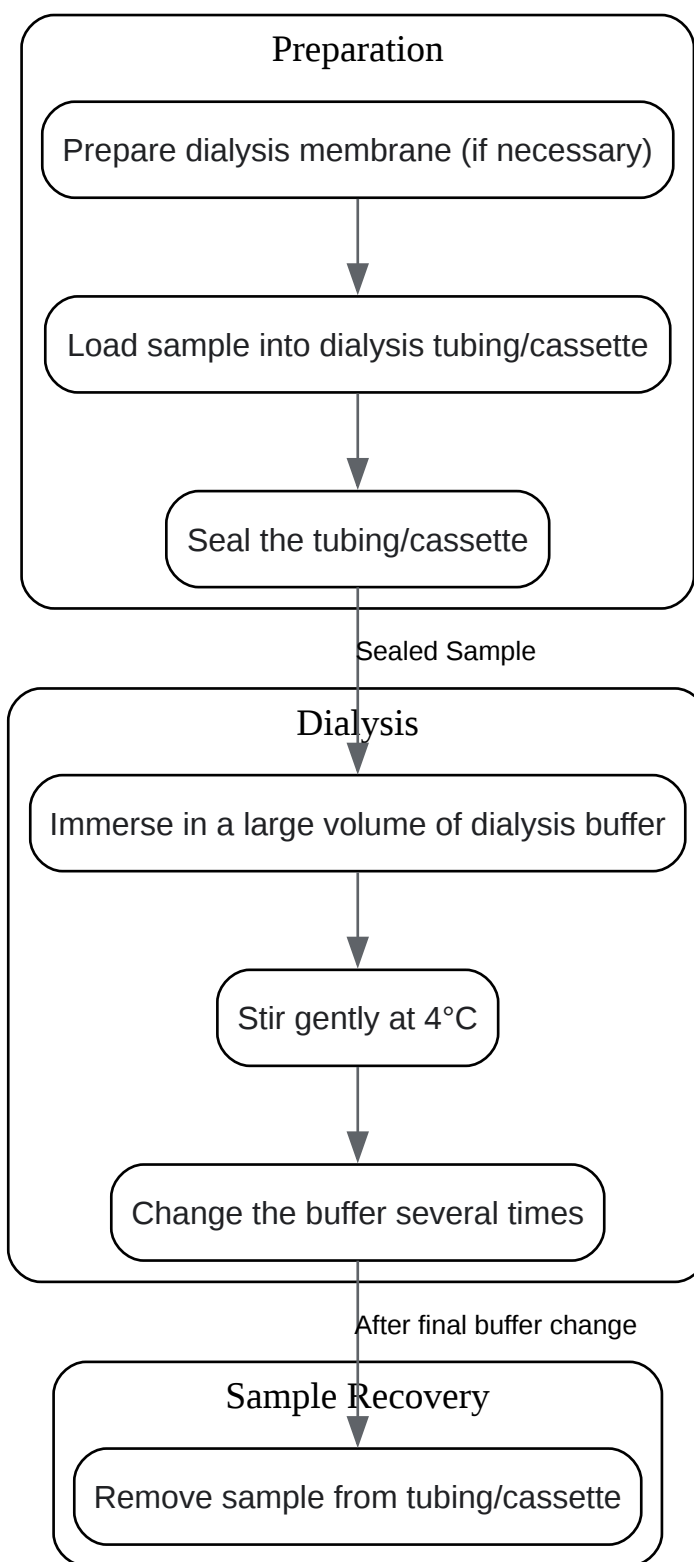 Preparation
Prepare dialysis membrane (if necessary)
Load sample into dialysis tubing/cassette
Seal the tubing/cassette
Sealed Sample
Dialysis
Immerse in a large volume of dialysis buffer
Stir gently at 4°C
Change the buffer several times
After final buffer change
Sample Recovery
Remove sample from tubing/cassette